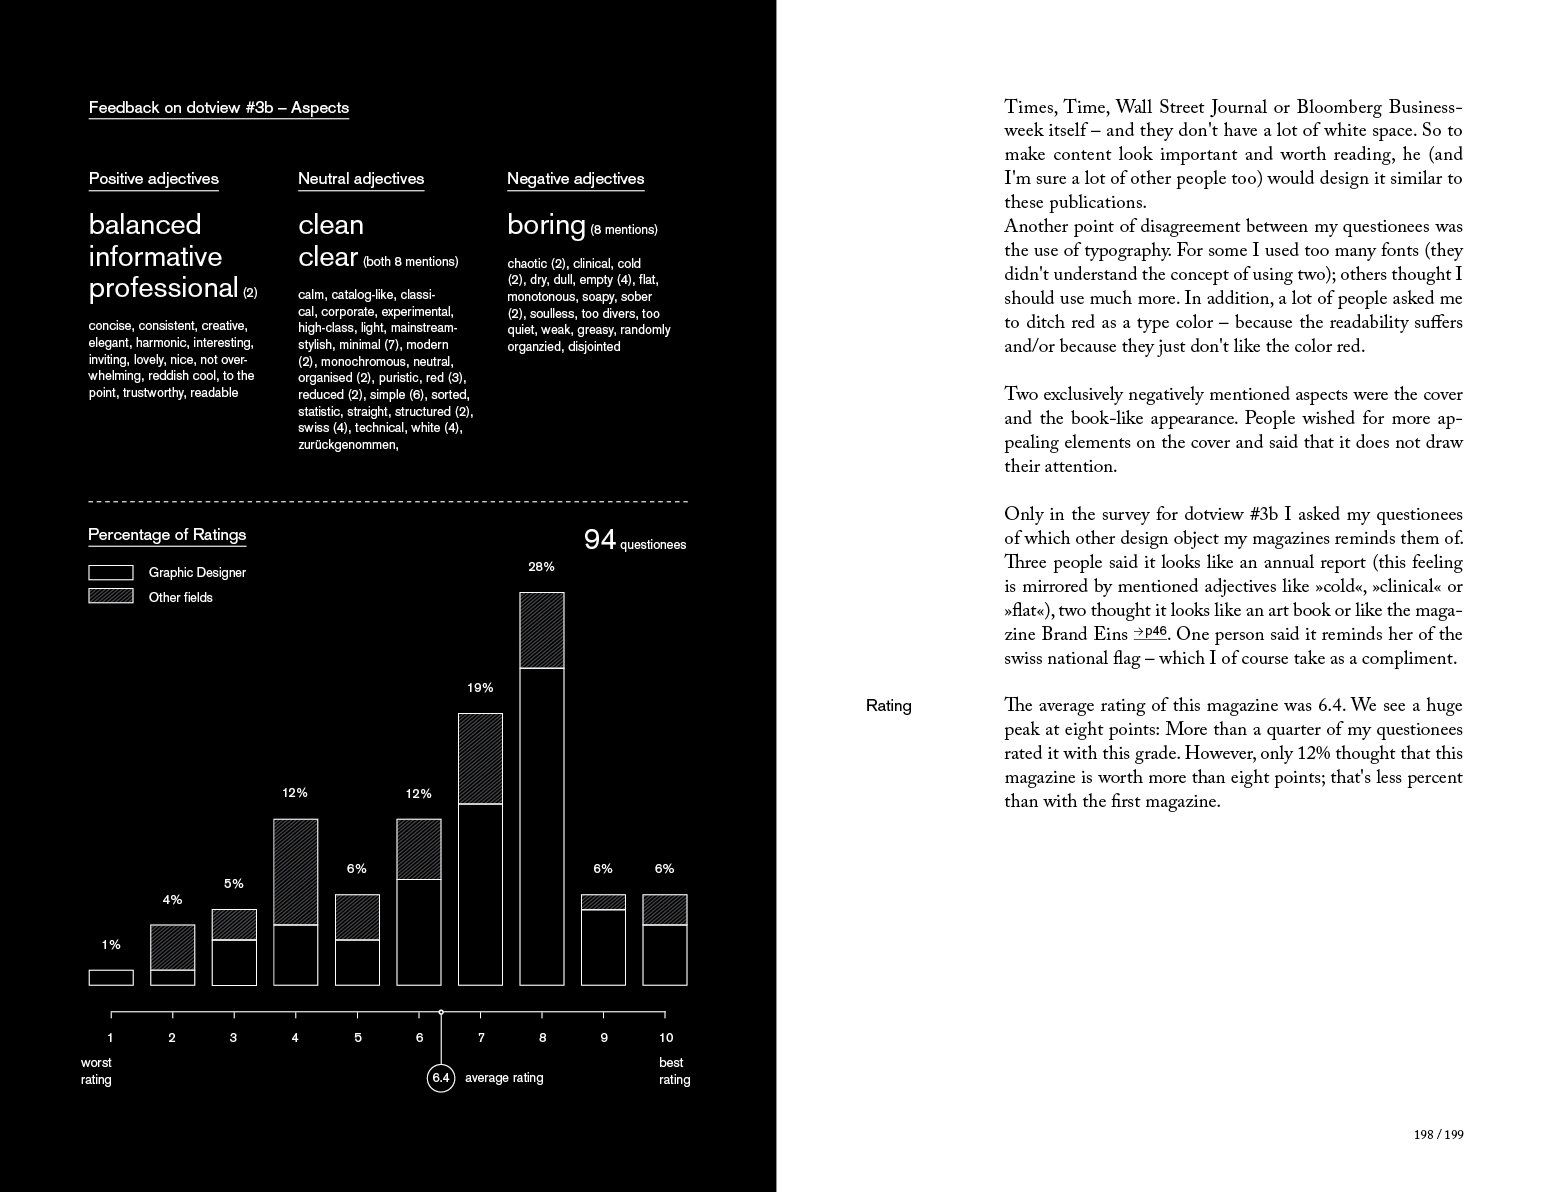 Feedback on dotview #3b – Aspects
Positive adjectives
balanced
informative
professional (2)
concise, consistent, creative,
elegant, harmonic, interesting,
inviting, lovely, nice, not over-
whelming, reddish cool, to the
point, trustworthy, readable
Neutral adjectives
clean
clear (both 8 mentions)
calm, catalog-like, classi-
cal, corporate, experimental,
high-class, light, mainstream-
stylish, minimal (7), modern
(2), monochromous, neutral,
organised (2), puristic, red (3),
reduced (2), simple (6), sorted,
statistic, straight, structured (2),
swiss (4), technical, white (4),
zurückgenommen,
Negative adjectives
boring (8 mentions)
chaotic (2), clinical, cold
(2), dry, dull, empty (4), flat,
monotonous, soapy, sober
(2), soulless, too divers, too
quiet, weak, greasy, randomly
organzied, disjointed
Percentage of Ratings
94 questionees
Graphic Designer
Other fields
1%
4%
5%
12%
6%
12%
19%
28%
6%
6%
1
2
3
4
5
6
7
8
9
10
worst
rating
best
rating
6.4 average rating
Times, Time, Wall Street Journal or Bloomberg Business-
week itself – and they don't have a lot of white space. So to
make content look important and worth reading, he (and
I'm sure a lot of other people too) would design it similar to
these publications.
Another point of disagreement between my questionees was
the use of typography. For some I used too many fonts (they
didn't understand the concept of using two); others thought I
should use much more. In addition, a lot of people asked me
to ditch red as a type color – because the readability suffers
and/or because they just don't like the color red.
Two exclusively negatively mentioned aspects were the cover
and the book-like appearance. People wished for more ap-
pealing elements on the cover and said that it does not draw
their attention.
Only in the survey for dotview #3b I asked my questionees
of which other design object my magazines reminds them of.
Three people said it looks like an annual report (this feeling
is mirrored by mentioned adjectives like »cold«, »clinical« or
»flat«), two thought it looks like an art book or like the maga-
zine Brand Eins →p46. One person said it reminds her of the
swiss national flag – which I of course take as a compliment.
Rating
The average rating of this magazine was 6.4. We see a huge
peak at eight points: More than a quarter of my questionees
rated it with this grade. However, only 12% thought that this
magazine is worth more than eight points; that's less percent
than with the first magazine.
198 / 199